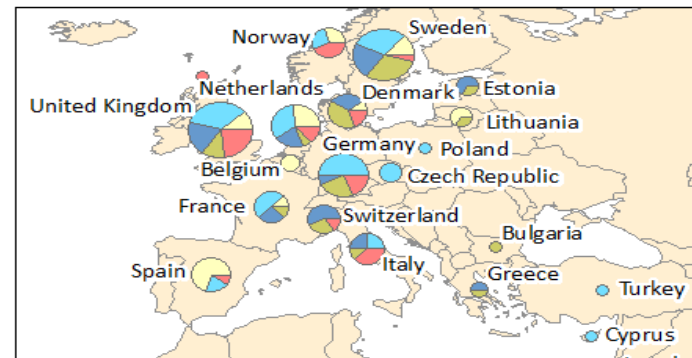 Norway
Sweden
Netherlands
Denmark
Estonia
United Kingdom
Lithuania
Germany
Poland
Belgium
Czech Republic
France
Switzerland
Bulgaria
Italy
Spain
Greece
Turkey
Cyprus